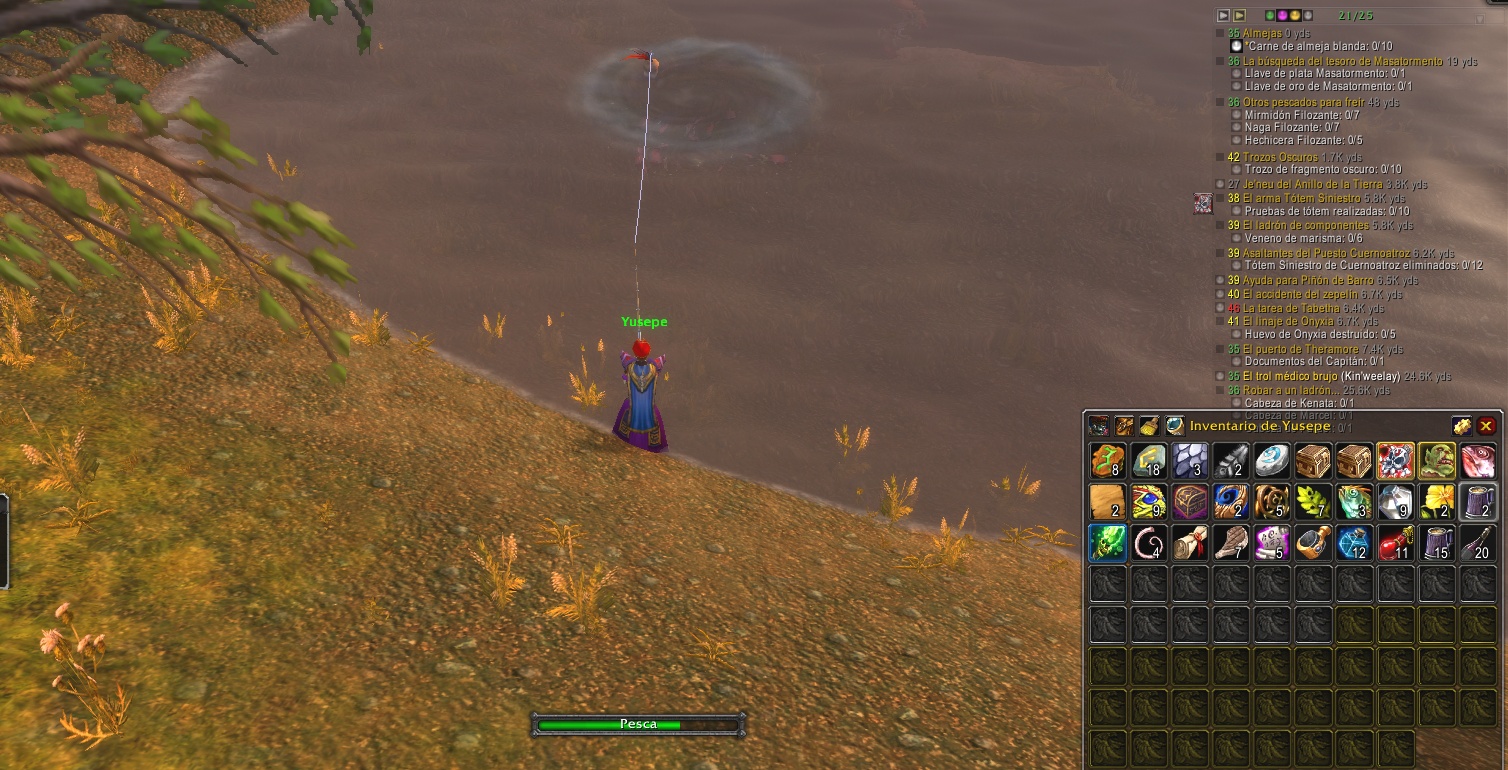 21/25
35 Almejas 0 yds
*Carne de almeja blanda: 0/10
36 La búsqueda del tesoro de Masatormento 19 yds
Llave de plata Masatormento: 0/1
Llave de oro de Masatormento: 0/1
36 Otros pescados para freír 48 yds
Mirmidón Filozante: 0/7
Naga Filozante: 0/7
Hechicera Filozante: 0/5
42 Trozos Oscuros 1.7K yds
Trozo de fragmento oscuro: 0/10
27 Je'neu del Anillo de la Tierra 3.8K yds
38 El arma Tótem Siniestro 5.8K yds
Pruebas de tótem realizadas: 0/10
39 El ladrón de componentes 5.8K yds
Veneno de marisma: 0/6
39 Asaltantes del Puesto Cuernoatroz 6.2K yds
Tótem Siniestro de Cuernoatroz eliminados: 0/12
39 Ayuda para Piñón de Barro 6.5K yds
40 El accidente del zepelín 6.7K yds
46 La tarea de Tabetha 6.4K yds
41 El linaje de Onyxia 6.7K yds
Huevo de Onyxia destruido: 0/5
35 El puerto de Theramore 7.4K yds
Documentos del Capitán: 0/1
35 El trol médico brujo (Kin'weelay) 24.6K yds
36 Robar a un ladrón... 25.6K yds
Cabeza de Kenata: 0/1
Cabeza de Marcel: 0/1
Inventario de Yusepe : 0/1
Yusepe
8 18 3 2
2 9 2 5 7 3 9 2 2
4 7 5 12 11 15 20
Pesca